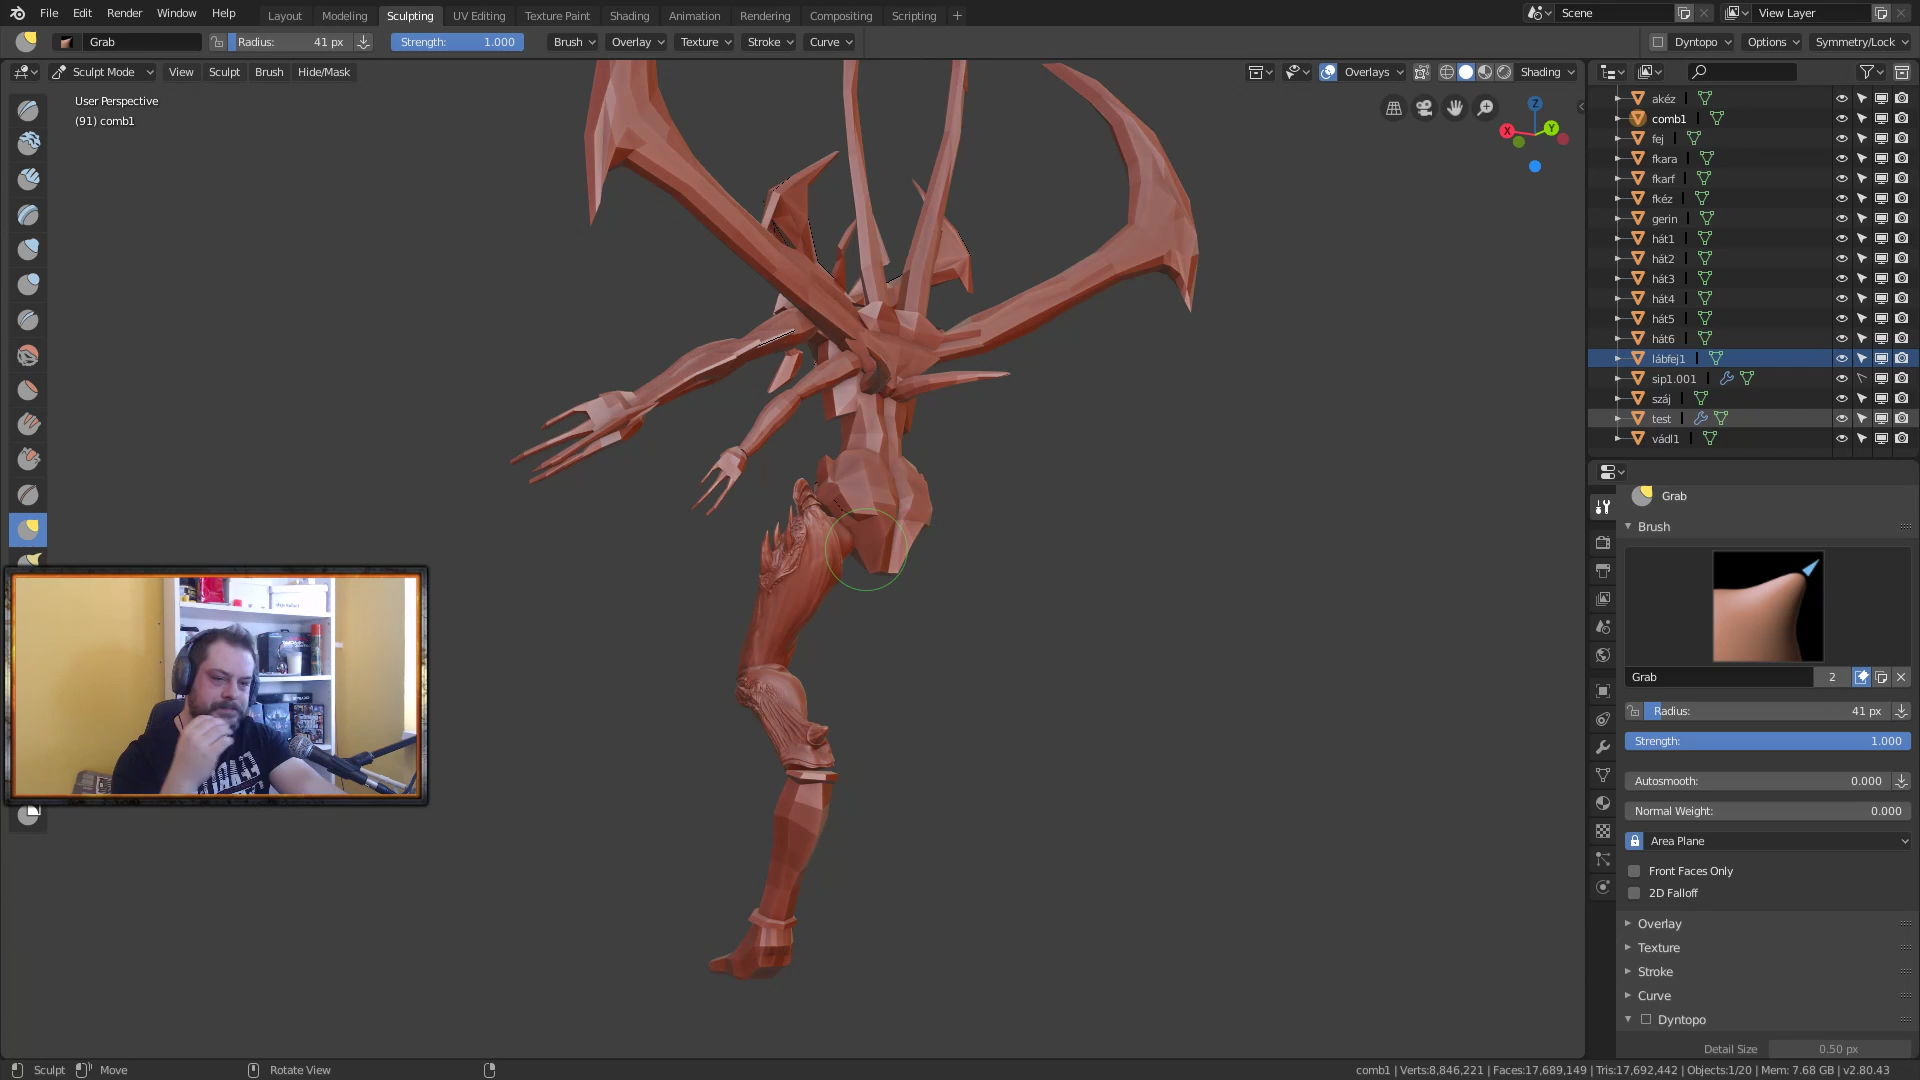 File Edit Render Window Help Layout Modeling Sculpting UV Editing Texture Paint Shading Animation Rendering Compositing Scripting + Scene View Layer
Grab Radius: 41 px Strength: 1.000 Brush Overlay Texture Stroke Curve Dyntopo Options Symmetry/Lock
Sculpt Mode View Sculpt Brush Hide/Mask Overlays Shading
User Perspective
(91) comb1
Z
X
Y
akéz
comb1
fej
fkara
fkarf
fkéz
gerin
hát1
hát2
hát3
hát4
hát5
hát6
lábfej1
sip1.001
száj
test
vádl1
Grab
Brush
Grab 2
Radius: 41 px
Strength: 1.000
Autosmooth: 0.000
Normal Weight: 0.000
Area Plane
Front Faces Only
2D Falloff
Overlay
Texture
Stroke
Curve
Dyntopo
Detail Size 0.50 px
Sculpt Move Rotate View comb1 | Verts:8,846,221 | Faces:17,689,149 | Tris:17,692,442 | Objects:1/20 | Mem: 7.68 GB | v2.80.43